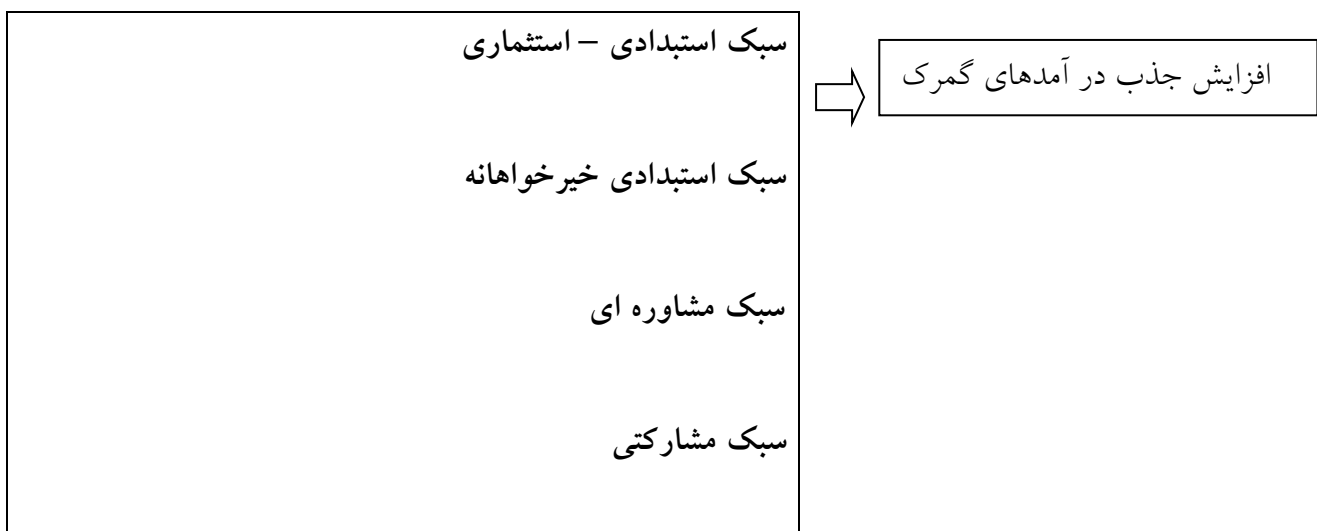 سبک استبدادی – استثماری
افزایش جذب در آمدهای گمرک
سبک استبدادی خیرخواهانه
سبک مشاوره ای
سبک مشارکتی